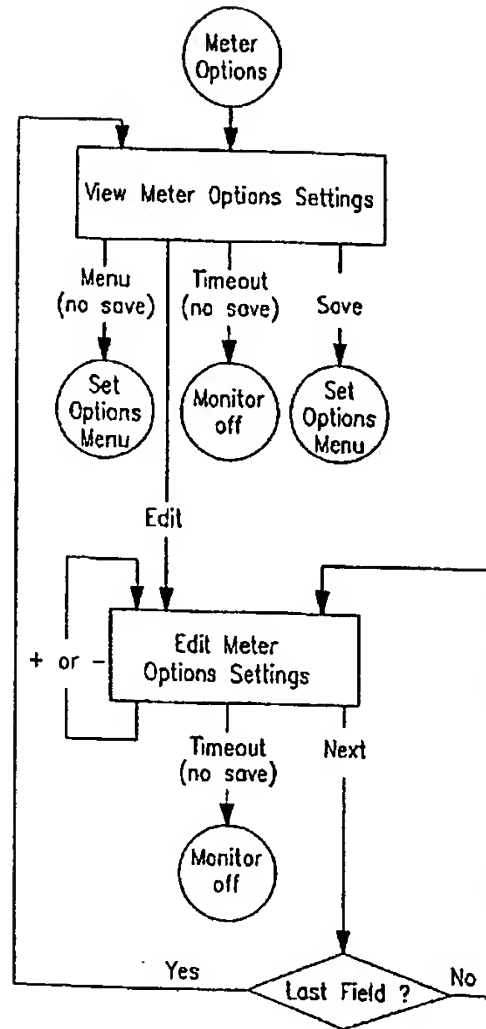 Meter
Options
View Meter Options Settings
Menu
(no save)
Timeout
(no save)
Save
Set
Options
Menu
Monitor
off
Set
Options
Menu
Edit
+ or -
Edit Meter
Options Settings
Timeout
(no save)
Next
Monitor
off
Yes
Last Field ?
No